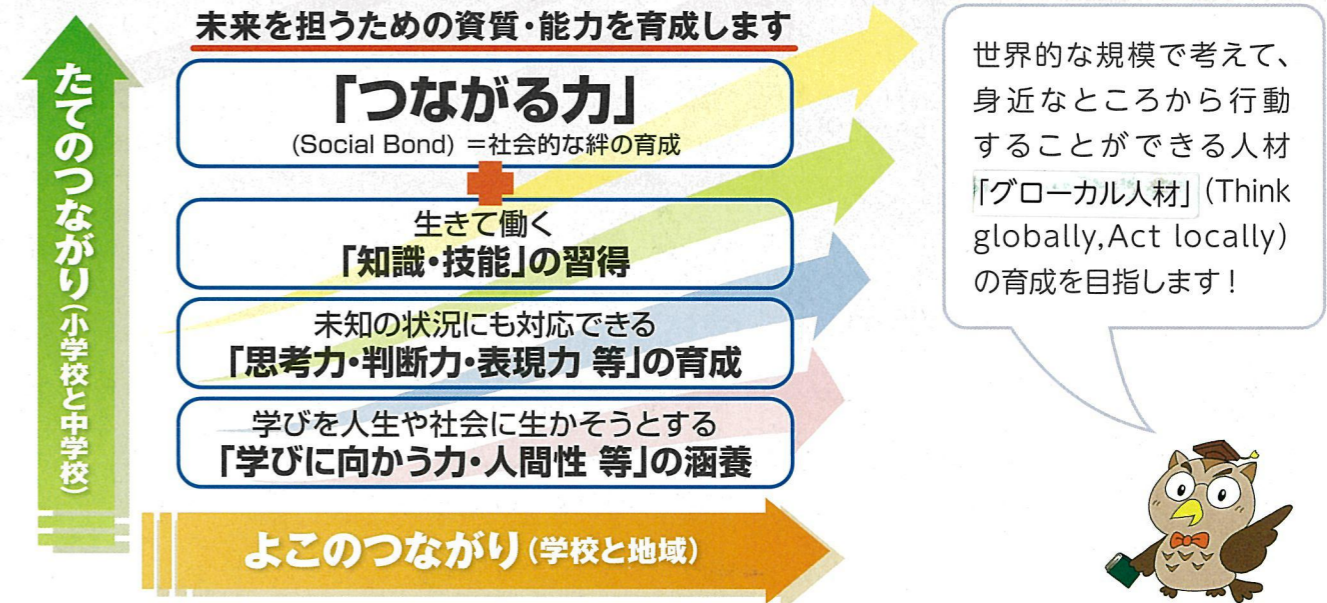 未来を担うための資質・能力を育成します
「つながる力」
(Social Bond) =社会的な絆の育成
生きて働く
「知識・技能」の習得
未知の状況にも対応できる
「思考力・判断力・表現力 等」の育成
学びを人生や社会に生かそうとする
「学びに向かう力・人間性 等」の涵養
たてのつながり(小学校と中学校)
よこのつながり(学校と地域)
世界的な規模で考えて、
身近なところから行動
することができる人材
「グローカル人材」(Think
globally,Act locally)
の育成を目指します!